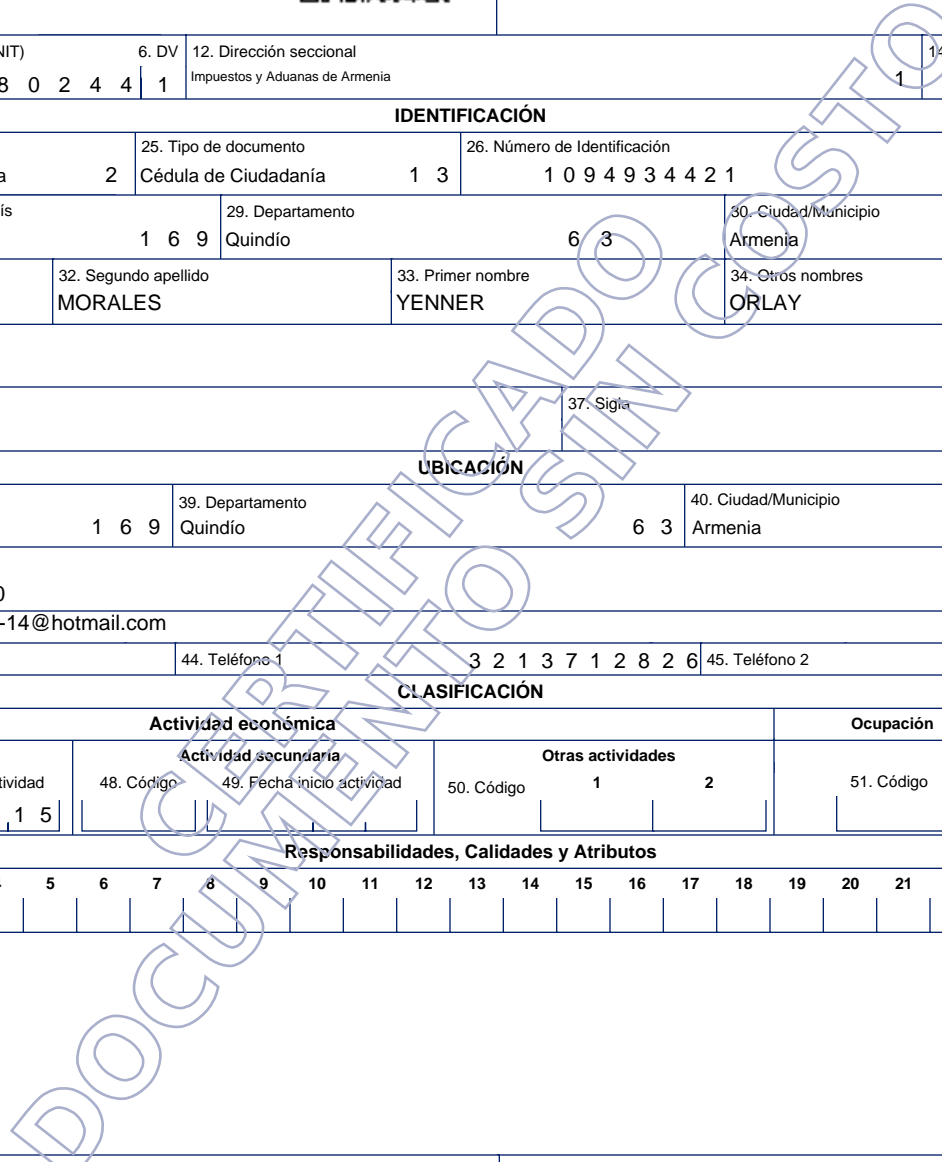 NIT) 6. DV 12. Dirección seccional 14
8 0 2 4 4 1 Impuestos y Aduanas de Armenia 1
IDENTIFICACIÓN
25. Tipo de documento 26. Número de Identificación
a 2 Cédula de Ciudadanía 1 3 1 0 9 4 9 3 4 4 2 1
ís 29. Departamento 30. Ciudad/Municipio
1 6 9 Quindío 6 3 Armenia
32. Segundo apellido 33. Primer nombre 34. Otros nombres
MORALES YENNER ORLAY
37. Sigla
UBICACIÓN
39. Departamento 40. Ciudad/Municipio
1 6 9 Quindío 6 3 Armenia
0
-14@hotmail.com
44. Teléfono 1 3 2 1 3 7 1 2 8 2 6 45. Teléfono 2
CLASIFICACIÓN
Actividad económica Ocupación
Actividad secundaria Otras actividades
tividad 48. Código 49. Fecha inicio actividad 50. Código 1 2 51. Código
1 5
Responsabilidades, Calidades y Atributos
5 6 7 8 9 10 11 12 13 14 15 16 17 18 19 20 21
CERTIFICADO
DOCUMENTO SIN COSTO